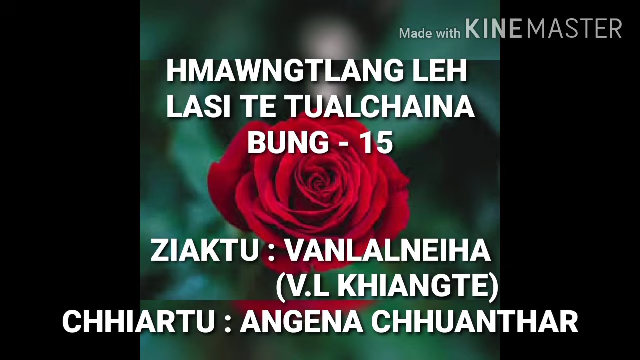 Made with KINEMASTER
HMAWNGTLANG LEH
LASI TE TUALCHAINA
BUNG - 15
ZIAKTU : VANLALNEIHA
(V.L KHIANGTE)
CHHIARTU : ANGENA CHHUANTHAR